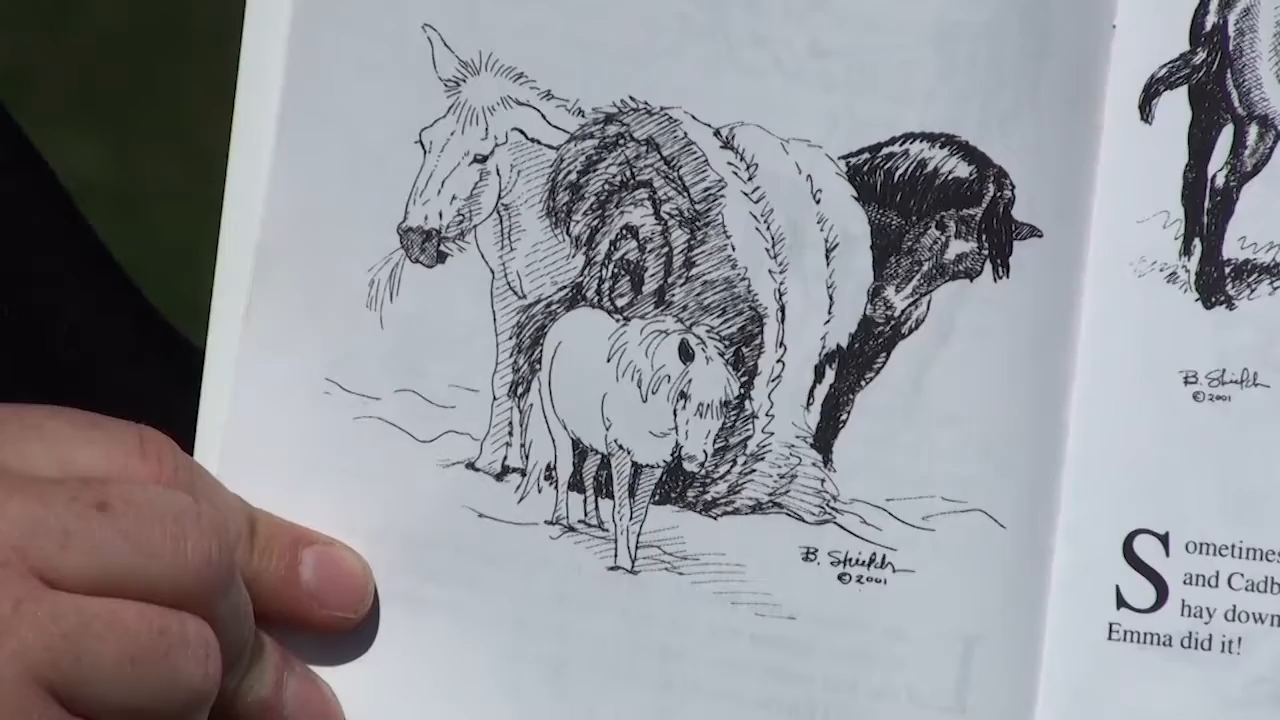 B. Shields
©2001
B. Shields
©2001
Sometimes
and Cadb
hay down
Emma did it!